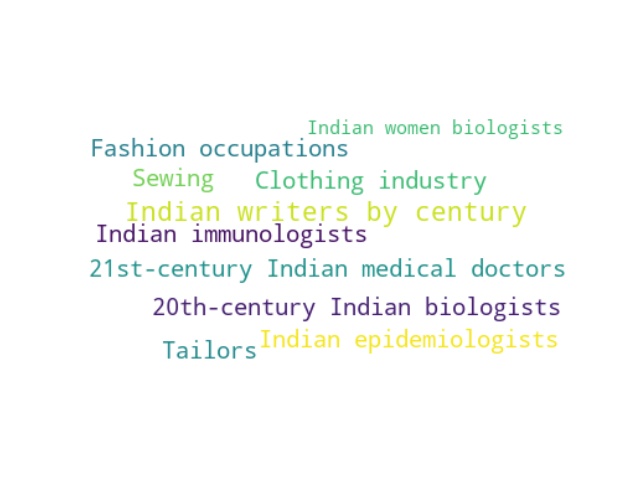 Indian women biologists
Fashion occupations
Sewing
Clothing industry
Indian writers by century
Indian immunologists
21st-century Indian medical doctors
20th-century Indian biologists
Indian epidemiologists
Tailors